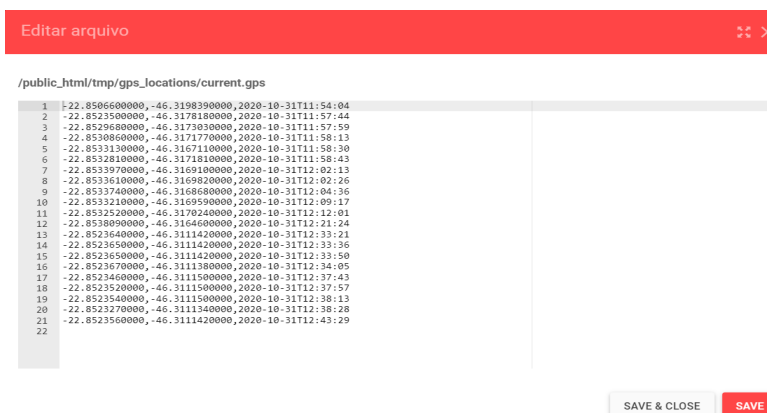 Editar arquivo
/public_html/tmp/gps_locations/current.gps
1 -22.8506600000,-46.3198390000,2020-10-31T11:54:04
2 -22.8523500000,-46.3178180000,2020-10-31T11:57:44
3 -22.8529680000,-46.3173030000,2020-10-31T11:57:59
4 -22.8530860000,-46.3171770000,2020-10-31T11:58:13
5 -22.8533130000,-46.3167110000,2020-10-31T11:58:30
6 -22.8532810000,-46.3171810000,2020-10-31T11:58:43
7 -22.8533970000,-46.3169100000,2020-10-31T12:02:13
8 -22.8533610000,-46.3169820000,2020-10-31T12:02:26
9 -22.8533740000,-46.3168680000,2020-10-31T12:04:36
10 -22.8533210000,-46.3169590000,2020-10-31T12:09:17
11 -22.8532520000,-46.3170240000,2020-10-31T12:12:01
12 -22.8538090000,-46.3164600000,2020-10-31T12:21:24
13 -22.8523640000,-46.3111420000,2020-10-31T12:33:21
14 -22.8523650000,-46.3111420000,2020-10-31T12:33:36
15 -22.8523650000,-46.3111420000,2020-10-31T12:33:50
16 -22.8523670000,-46.3111380000,2020-10-31T12:34:05
17 -22.8523460000,-46.3111500000,2020-10-31T12:37:43
18 -22.8523520000,-46.3111500000,2020-10-31T12:37:57
19 -22.8523540000,-46.3111500000,2020-10-31T12:38:13
20 -22.8523270000,-46.3111340000,2020-10-31T12:38:28
21 -22.8523560000,-46.3111420000,2020-10-31T12:43:29
22
SAVE & CLOSE SAVE